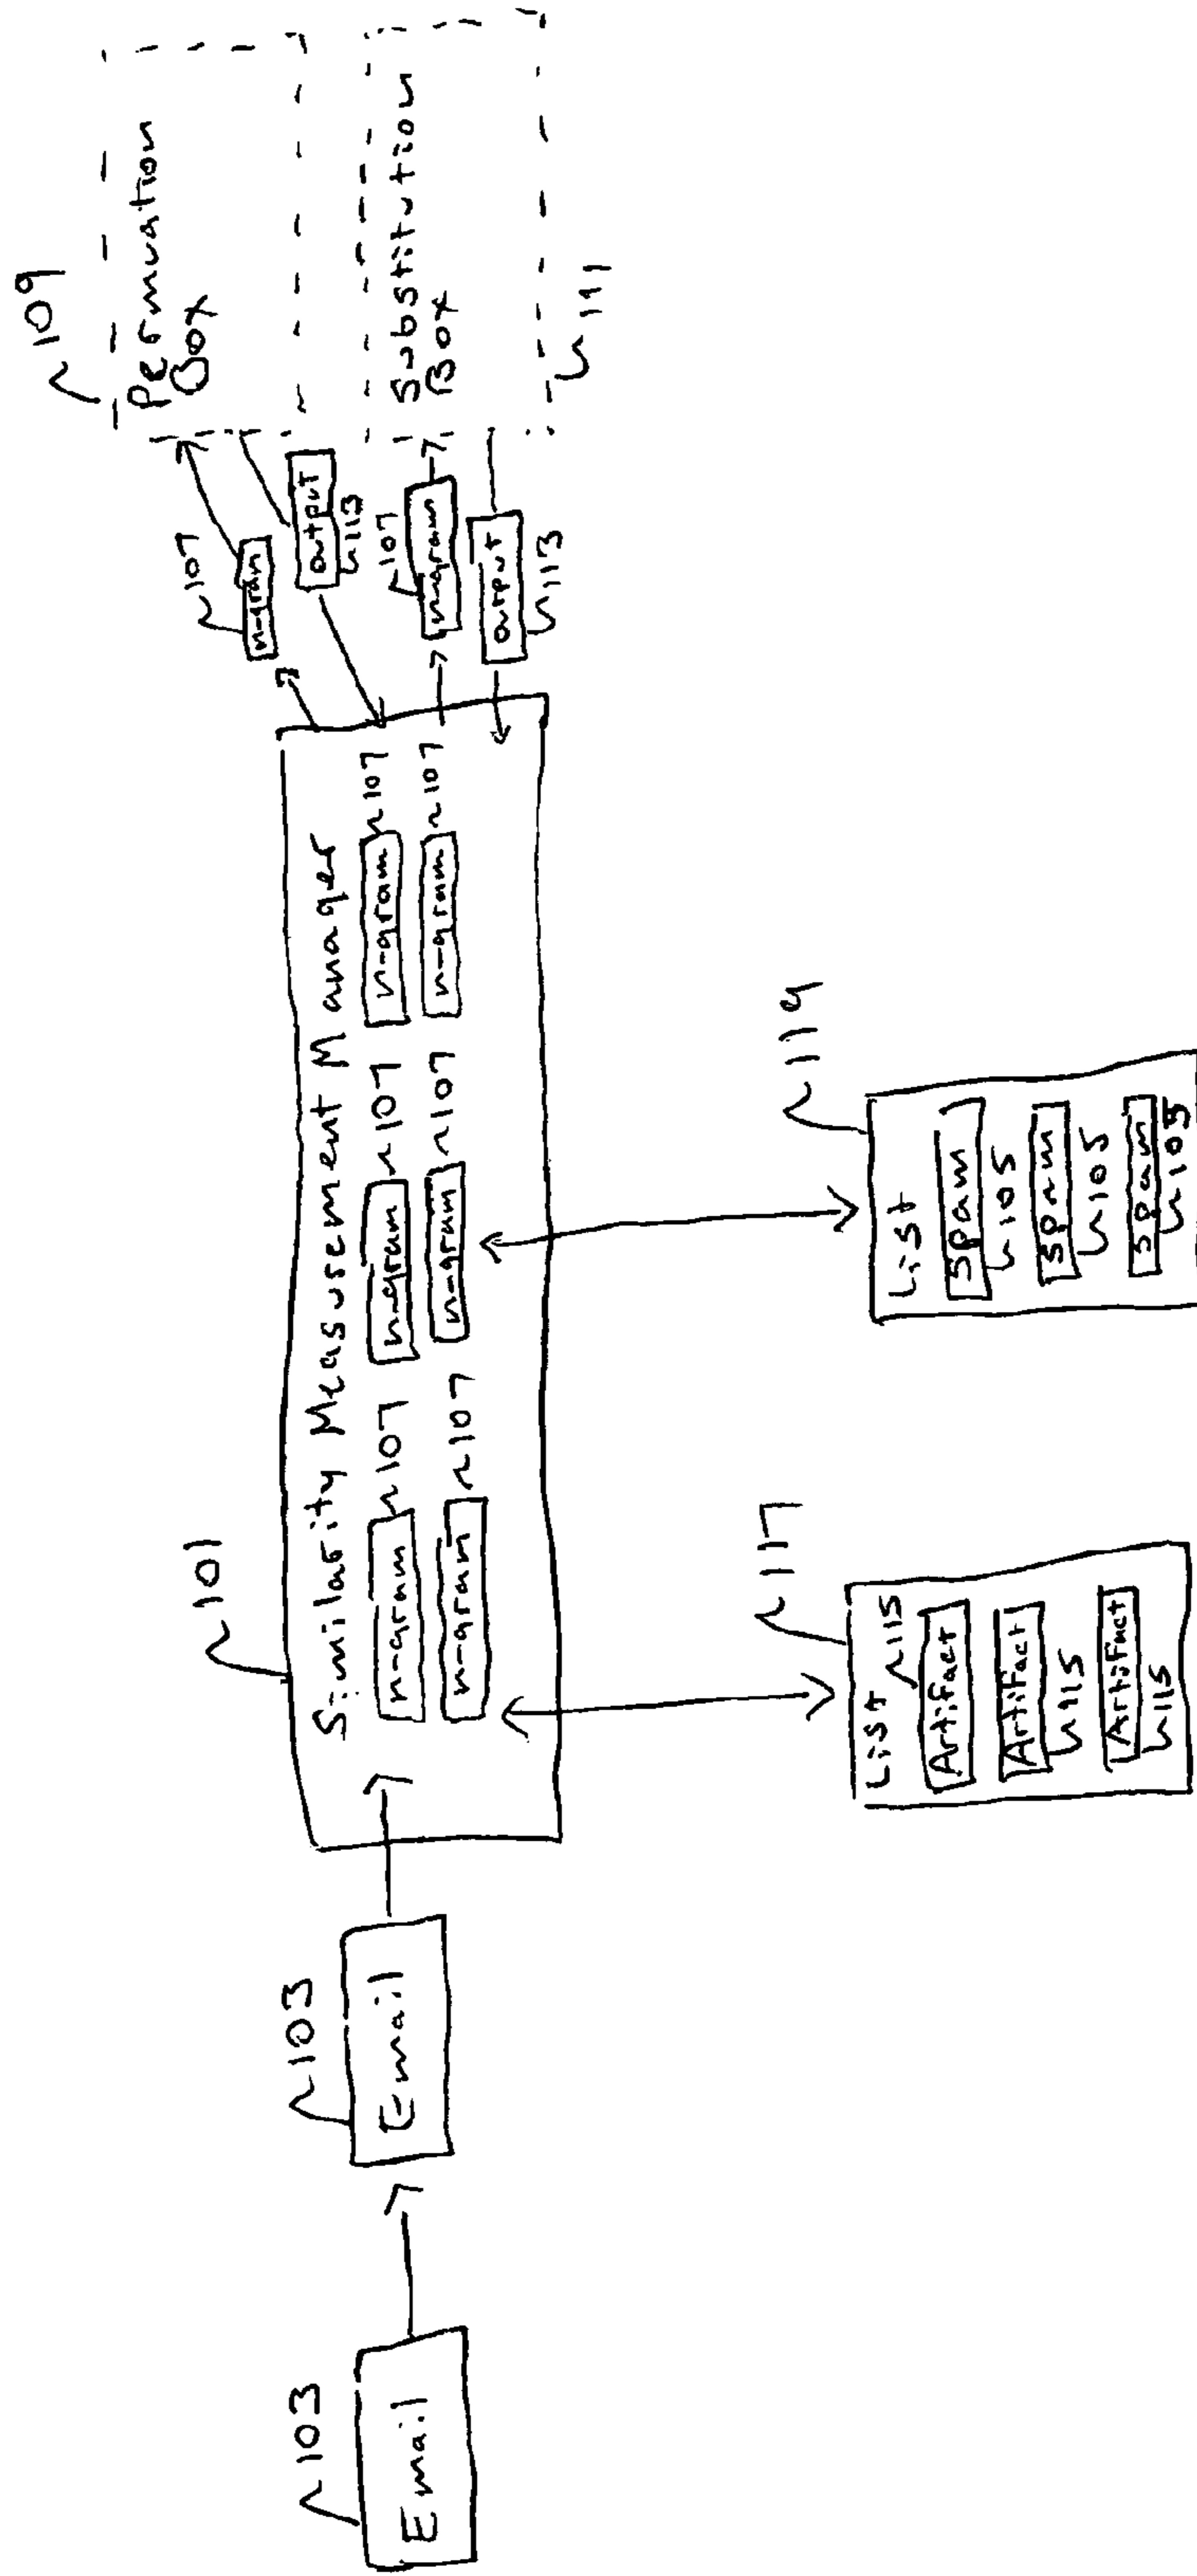 109
Permuation
Box
107
n-gram
output
113
107
n-gram
Substitution
Box
output
113
111
101
Similarity Measurement Manager
n-gram 107 n-gram 107 n-gram 107
n-gram 107 n-gram 107 n-gram 107
103
Email
103
Email
117
List
115
Artifact
Artifact
115
Artifact
115
119
List
Spam
105
Spam
105
Spam
105